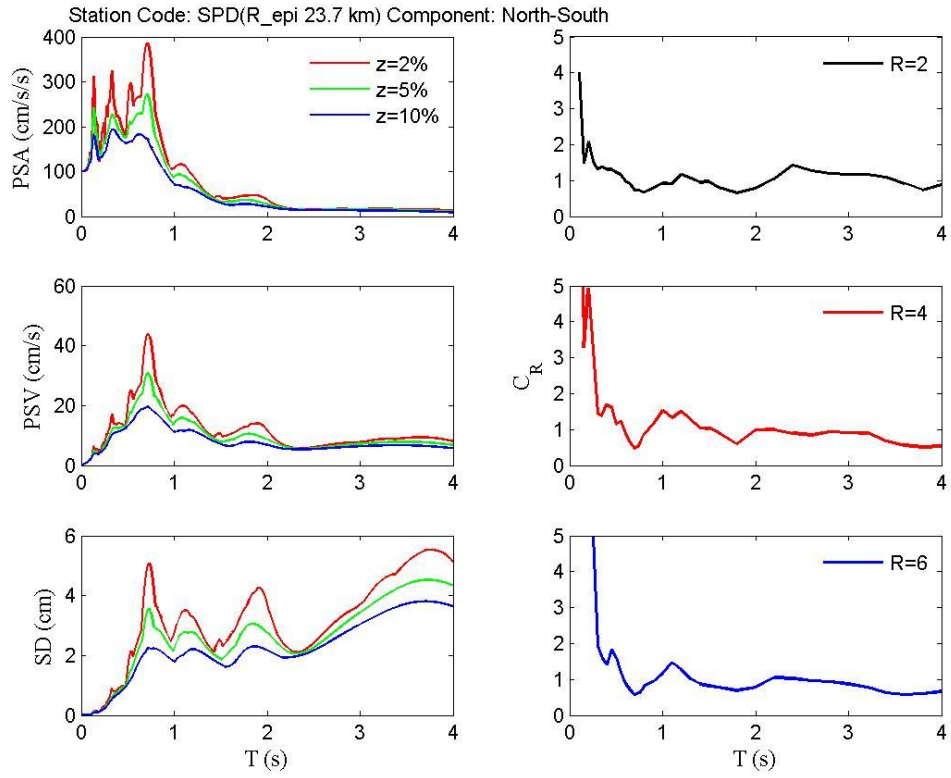 Station Code: SPD(R_epi 23.7 km) Component: North-South
400
300
200
100
0
PSA (cm/s/s)
z=2%
z=5%
z=10%
0 1 2 3 4
5
4
3
2
1
0
R=2
0 1 2 3 4
60
40
20
0
PSV (cm/s)
0 1 2 3 4
5
4
3
2
1
0
C_R
R=4
0 1 2 3 4
6
4
2
0
SD (cm)
0 1 2 3 4
T (s)
5
4
3
2
1
0
R=6
0 1 2 3 4
T (s)